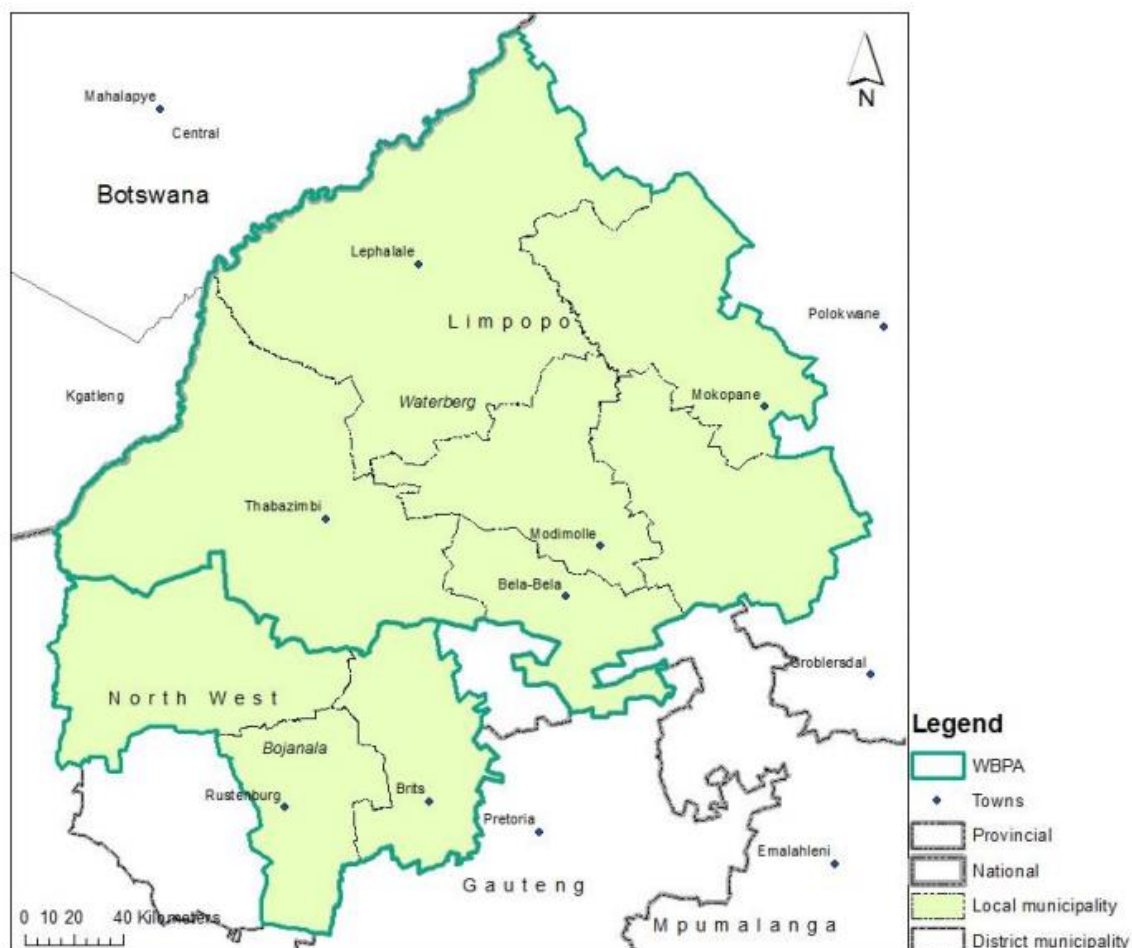 N
Mahalapye
Central
Botswana
Lephalale
Limpopo
Polokwane
Kgatleng
Waterberg
Mokopane
Thabazimbi
Modimolle
Bela-Bela
Groblersdal
North West
Bojanala
Rustenburg
Brits
Pretoria
Emalahleni
Gauteng
Mpumalanga
0 10 20 40 Kilometers
Legend
WBPA
Towns
Provincial
National
Local municipality
District municipality